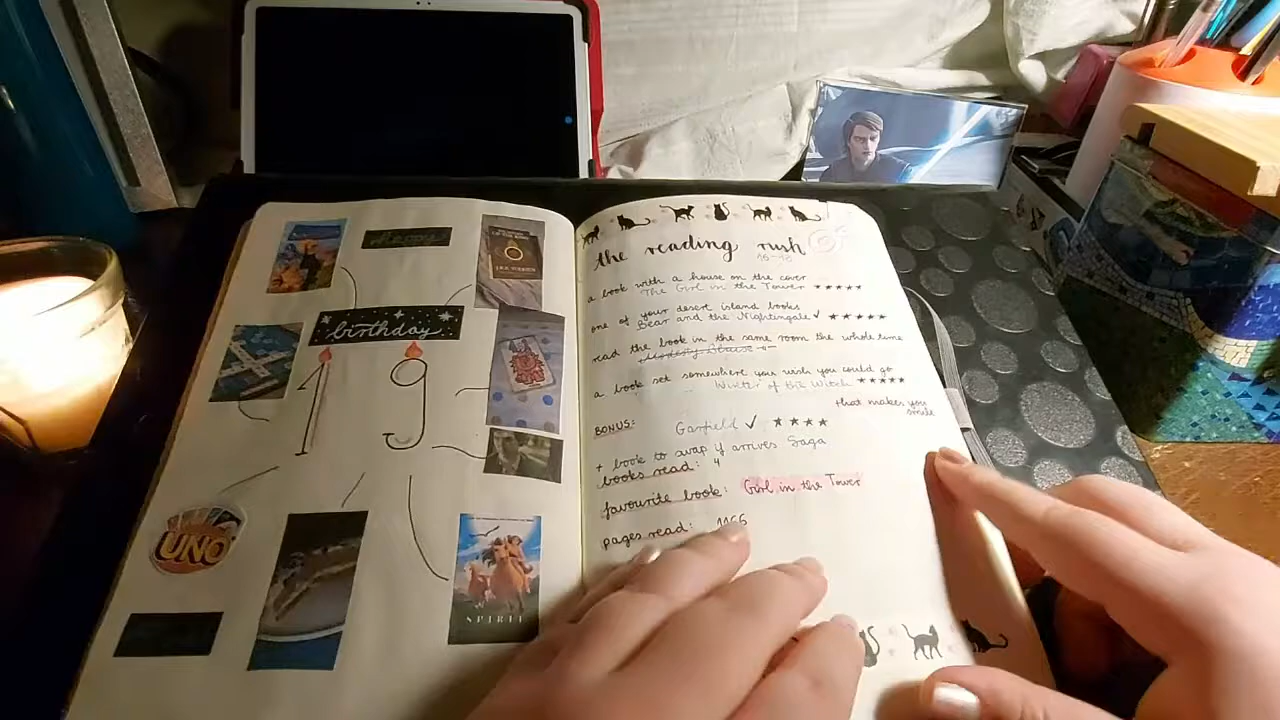 birthday
19
UNO
SPIRIT
the reading rush
a book with a house on the cover
The Girl in the Tower ★★★★★
one of your desert island books
Bear and the Nightingale ✓ ★★★★★
read the book in the same room the whole time
a book set somewhere you wish you could go
Winter of the Witch ★★★★★
that makes you
smile
BONUS: Garfield ✓ ★★★★
+ book to swap if arrives Saga
books read: 4
favourite book: Girl in the Tower
pages read: 1166